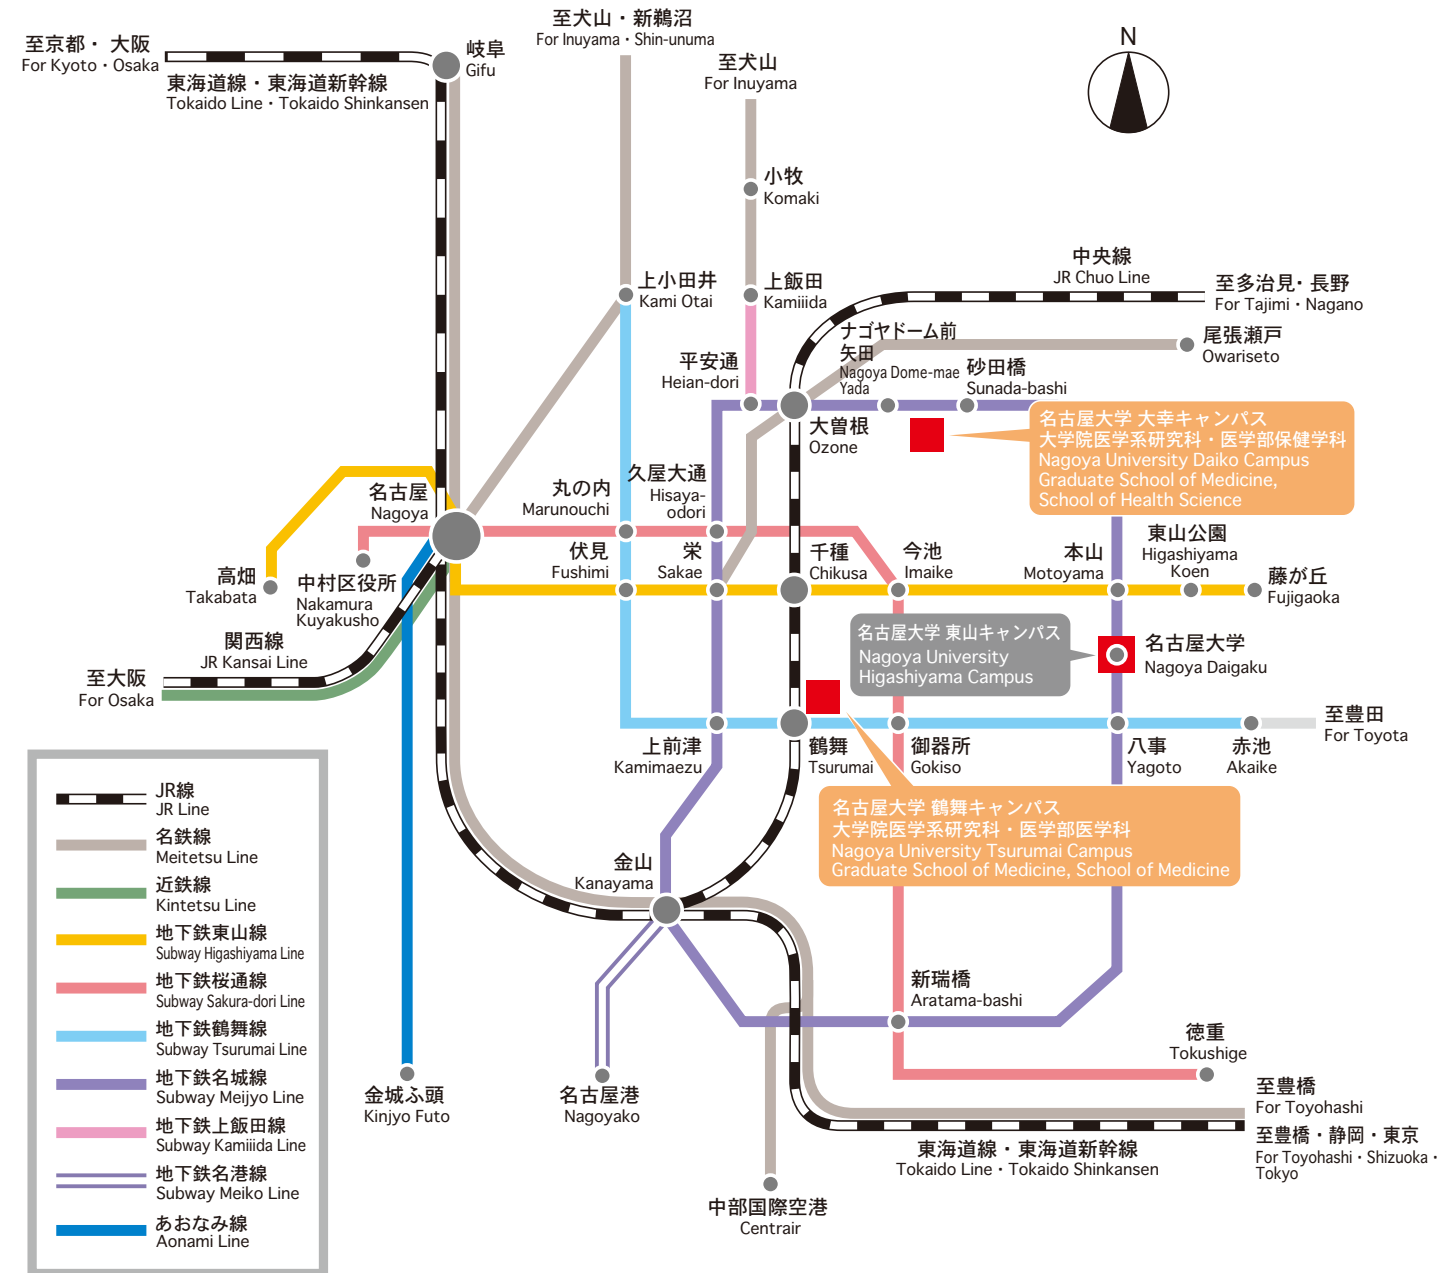 至京都・ 大阪
For Kyoto・Osaka
東海道線・東海道新幹線
Tokaido Line・Tokaido Shinkansen
岐阜
Gifu
至犬山・新鵜沼
For Inuyama・Shin-unuma
至犬山
For Inuyama
N
小牧
Komaki
上小田井
Kami Otai
上飯田
Kamiiida
中央線
JR Chuo Line
至多治見・長野
For Tajimi・Nagano
ナゴヤドーム前
矢田
Nagoya Dome-mae
Yada
尾張瀬戸
Owariseto
平安通
Heian-dori
砂田橋
Sunada-bashi
大曽根
Ozone
名古屋大学 大幸キャンパス
大学院医学系研究科・医学部保健学科
Nagoya University Daiko Campus
Graduate School of Medicine,
School of Health Science
名古屋
Nagoya
丸の内
Marunouchi
久屋大通
Hisaya-
odori
高畑
Takabata
中村区役所
Nakamura
Kuyakusho
伏見
Fushimi
栄
Sakae
千種
Chikusa
今池
Imaike
本山
Motoyama
東山公園
Higashiyama
Koen
藤が丘
Fujigaoka
関西線
JR Kansai Line
至大阪
For Osaka
名古屋大学 東山キャンパス
Nagoya University
Higashiyama Campus
名古屋大学
Nagoya Daigaku
上前津
Kamimaezu
鶴舞
Tsurumai
御器所
Gokiso
八事
Yagoto
赤池
Akaike
至豊田
For Toyota
名古屋大学 鶴舞キャンパス
大学院医学系研究科・医学部医学科
Nagoya University Tsurumai Campus
Graduate School of Medicine, School of Medicine
金山
Kanayama
新瑞橋
Aratama-bashi
徳重
Tokushige
金城ふ頭
Kinjyo Futo
名古屋港
Nagoyako
至豊橋
For Toyohashi
至豊橋・静岡・東京
For Toyohashi・Shizuoka・
Tokyo
東海道線・東海道新幹線
Tokaido Line・Tokaido Shinkansen
中部国際空港
Centrair
JR線
JR Line
名鉄線
Meitetsu Line
近鉄線
Kintetsu Line
地下鉄東山線
Subway Higashiyama Line
地下鉄桜通線
Subway Sakura-dori Line
地下鉄鶴舞線
Subway Tsurumai Line
地下鉄名城線
Subway Meijyo Line
地下鉄上飯田線
Subway Kamiiida Line
地下鉄名港線
Subway Meiko Line
あおなみ線
Aonami Line